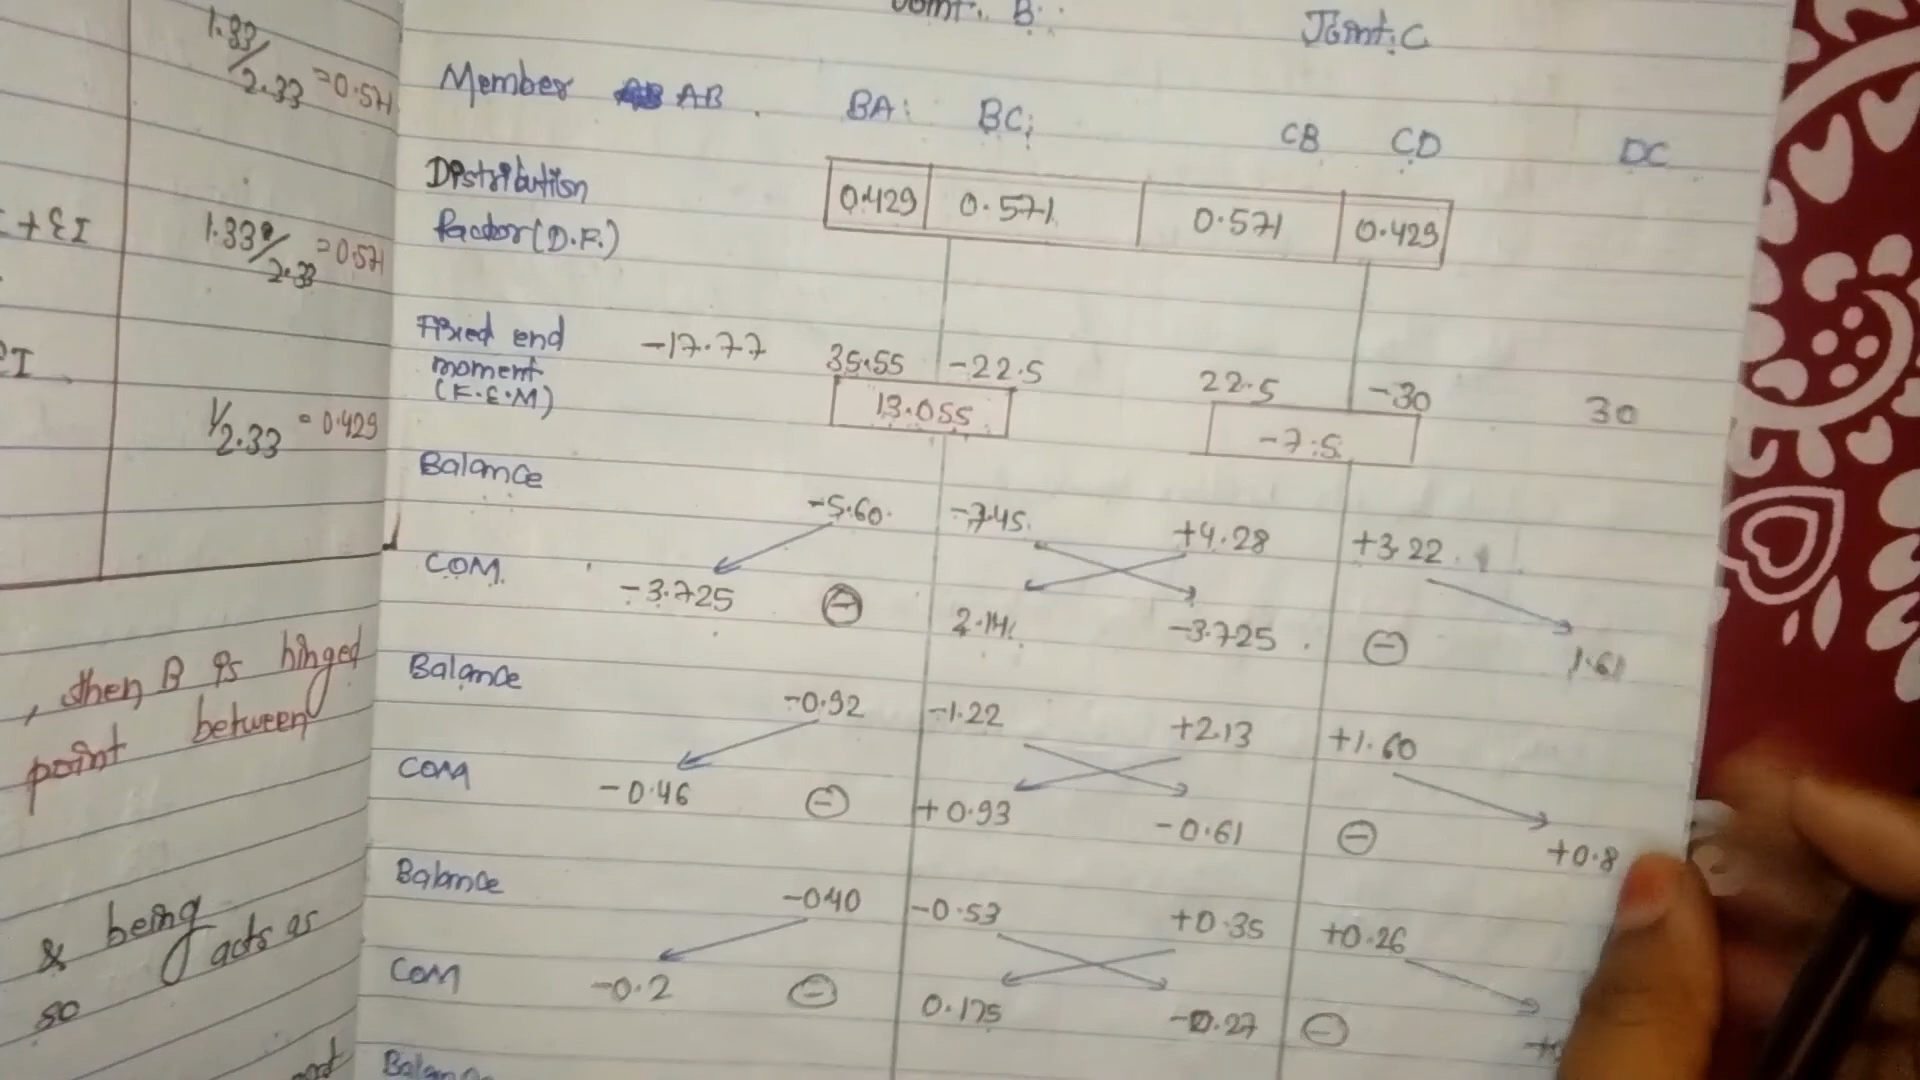 1.33/2.33 =0.571
1.33/2.33 =0.571
1/2.33 = 0.429
, then B is hinged
point between
& being
acts as
so
Joint: B:
Joint: C
Member AB BA: BC; CB CD DC
Distribution
factor (D.F.) 0.429 0.571 0.571 0.429
Fixed end -17.77 35.55 -22.5 22.5 -30 30
moment
(F.E.M) 13.055 -7.5
Balance
-5.60 -7.45 +4.28 +3.22
COM -3.725 2.14 -3.725 1.61
Balance
-0.92 -1.22 +2.13 +1.60
COM -0.46 +0.93 -0.61 +0.8
Balance -0.40 -0.53 +0.35 +0.26
COM -0.2 0.175 -0.27
Balance